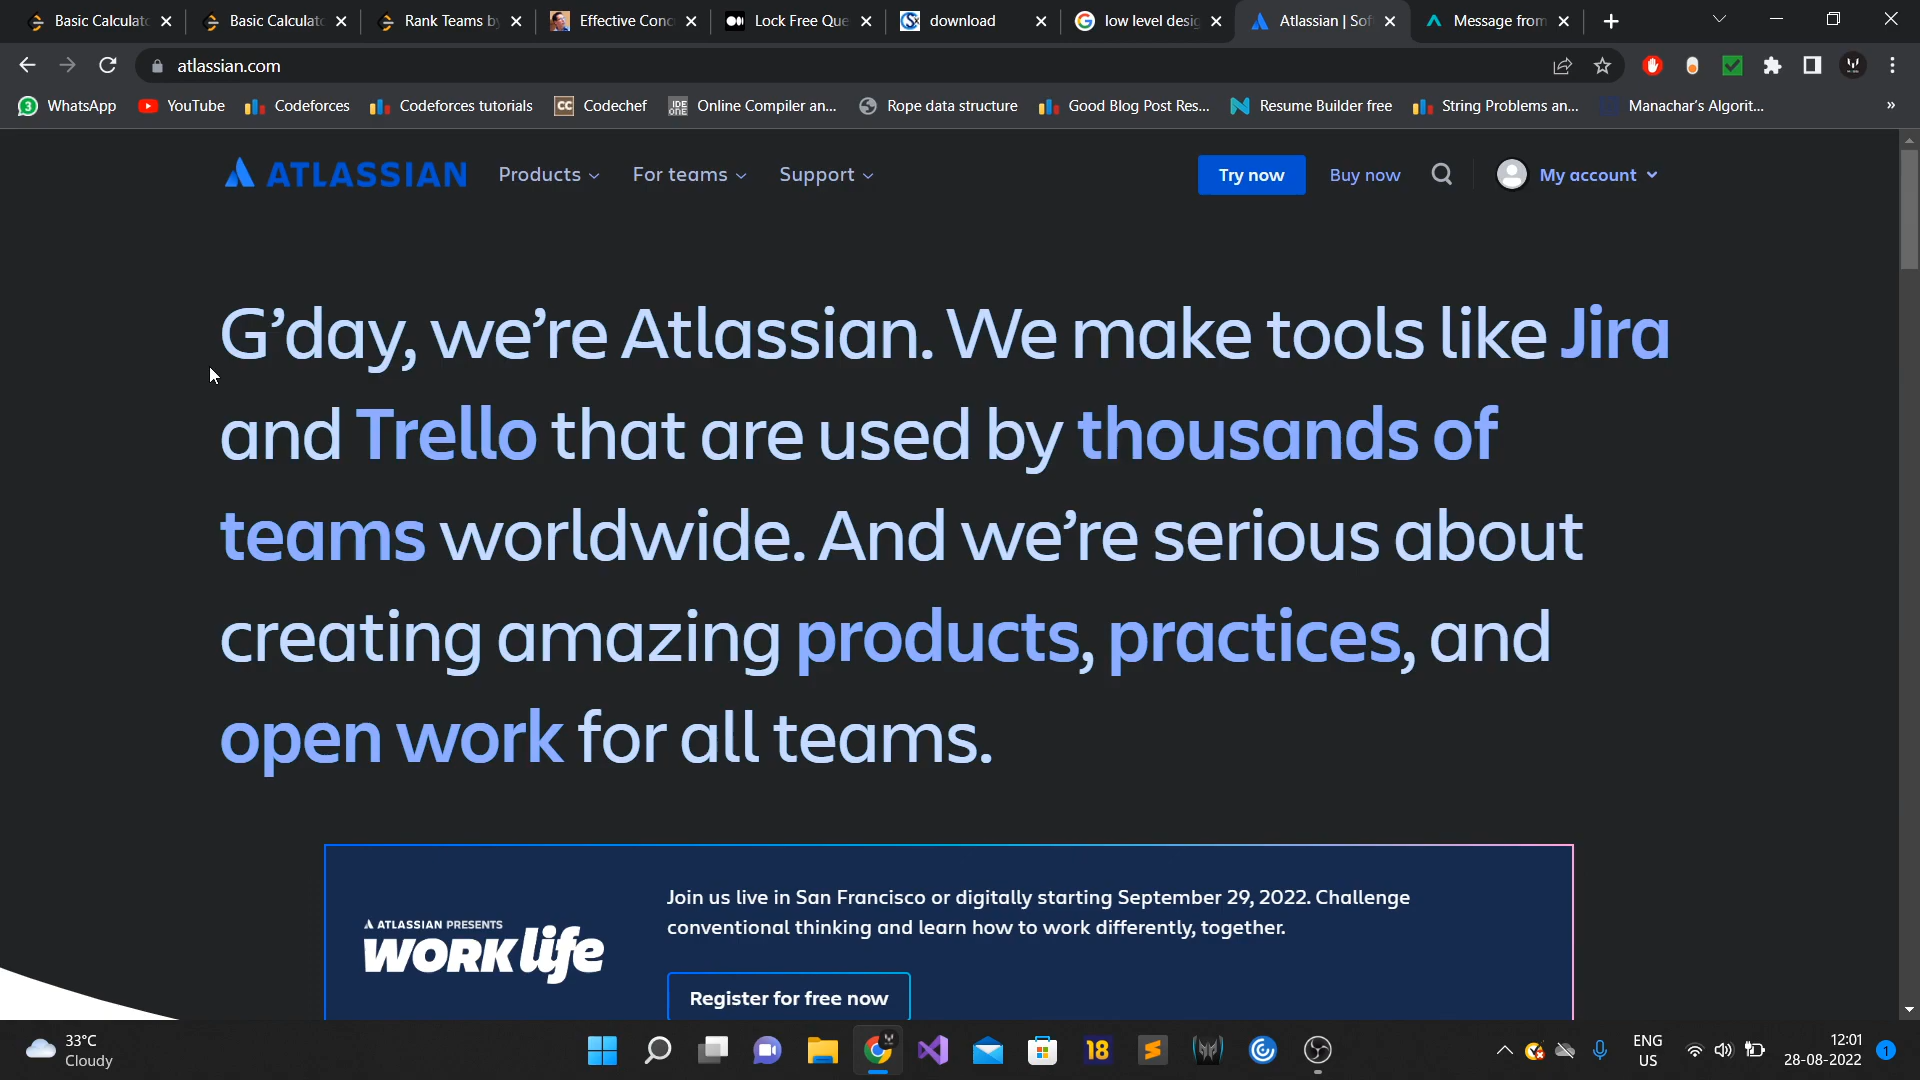 Basic Calculat
Basic Calculat
Rank Teams b
Effective Conc
Lock Free Que
download
low level desig
Atlassian | Sof
Message from
atlassian.com
3
WhatsApp
YouTube
Codeforces
Codeforces tutorials
CC
Codechef
IDE
ONE
Online Compiler an...
Rope data structure
Good Blog Post Res...
Resume Builder free
String Problems an...
Manachar's Algorit...
»
ATLASSIAN
Products
For teams
Support
Try now
Buy now
My account
G'day, we're Atlassian. We make tools like Jira
and Trello that are used by thousands of
teams worldwide. And we're serious about
creating amazing products, practices, and
open work for all teams.
ATLASSIAN PRESENTS
WORK life
Join us live in San Francisco or digitally starting September 29, 2022. Challenge
conventional thinking and learn how to work differently, together.
Register for free now
33°C
Cloudy
18
ENG
US
12:01
28-08-2022
1